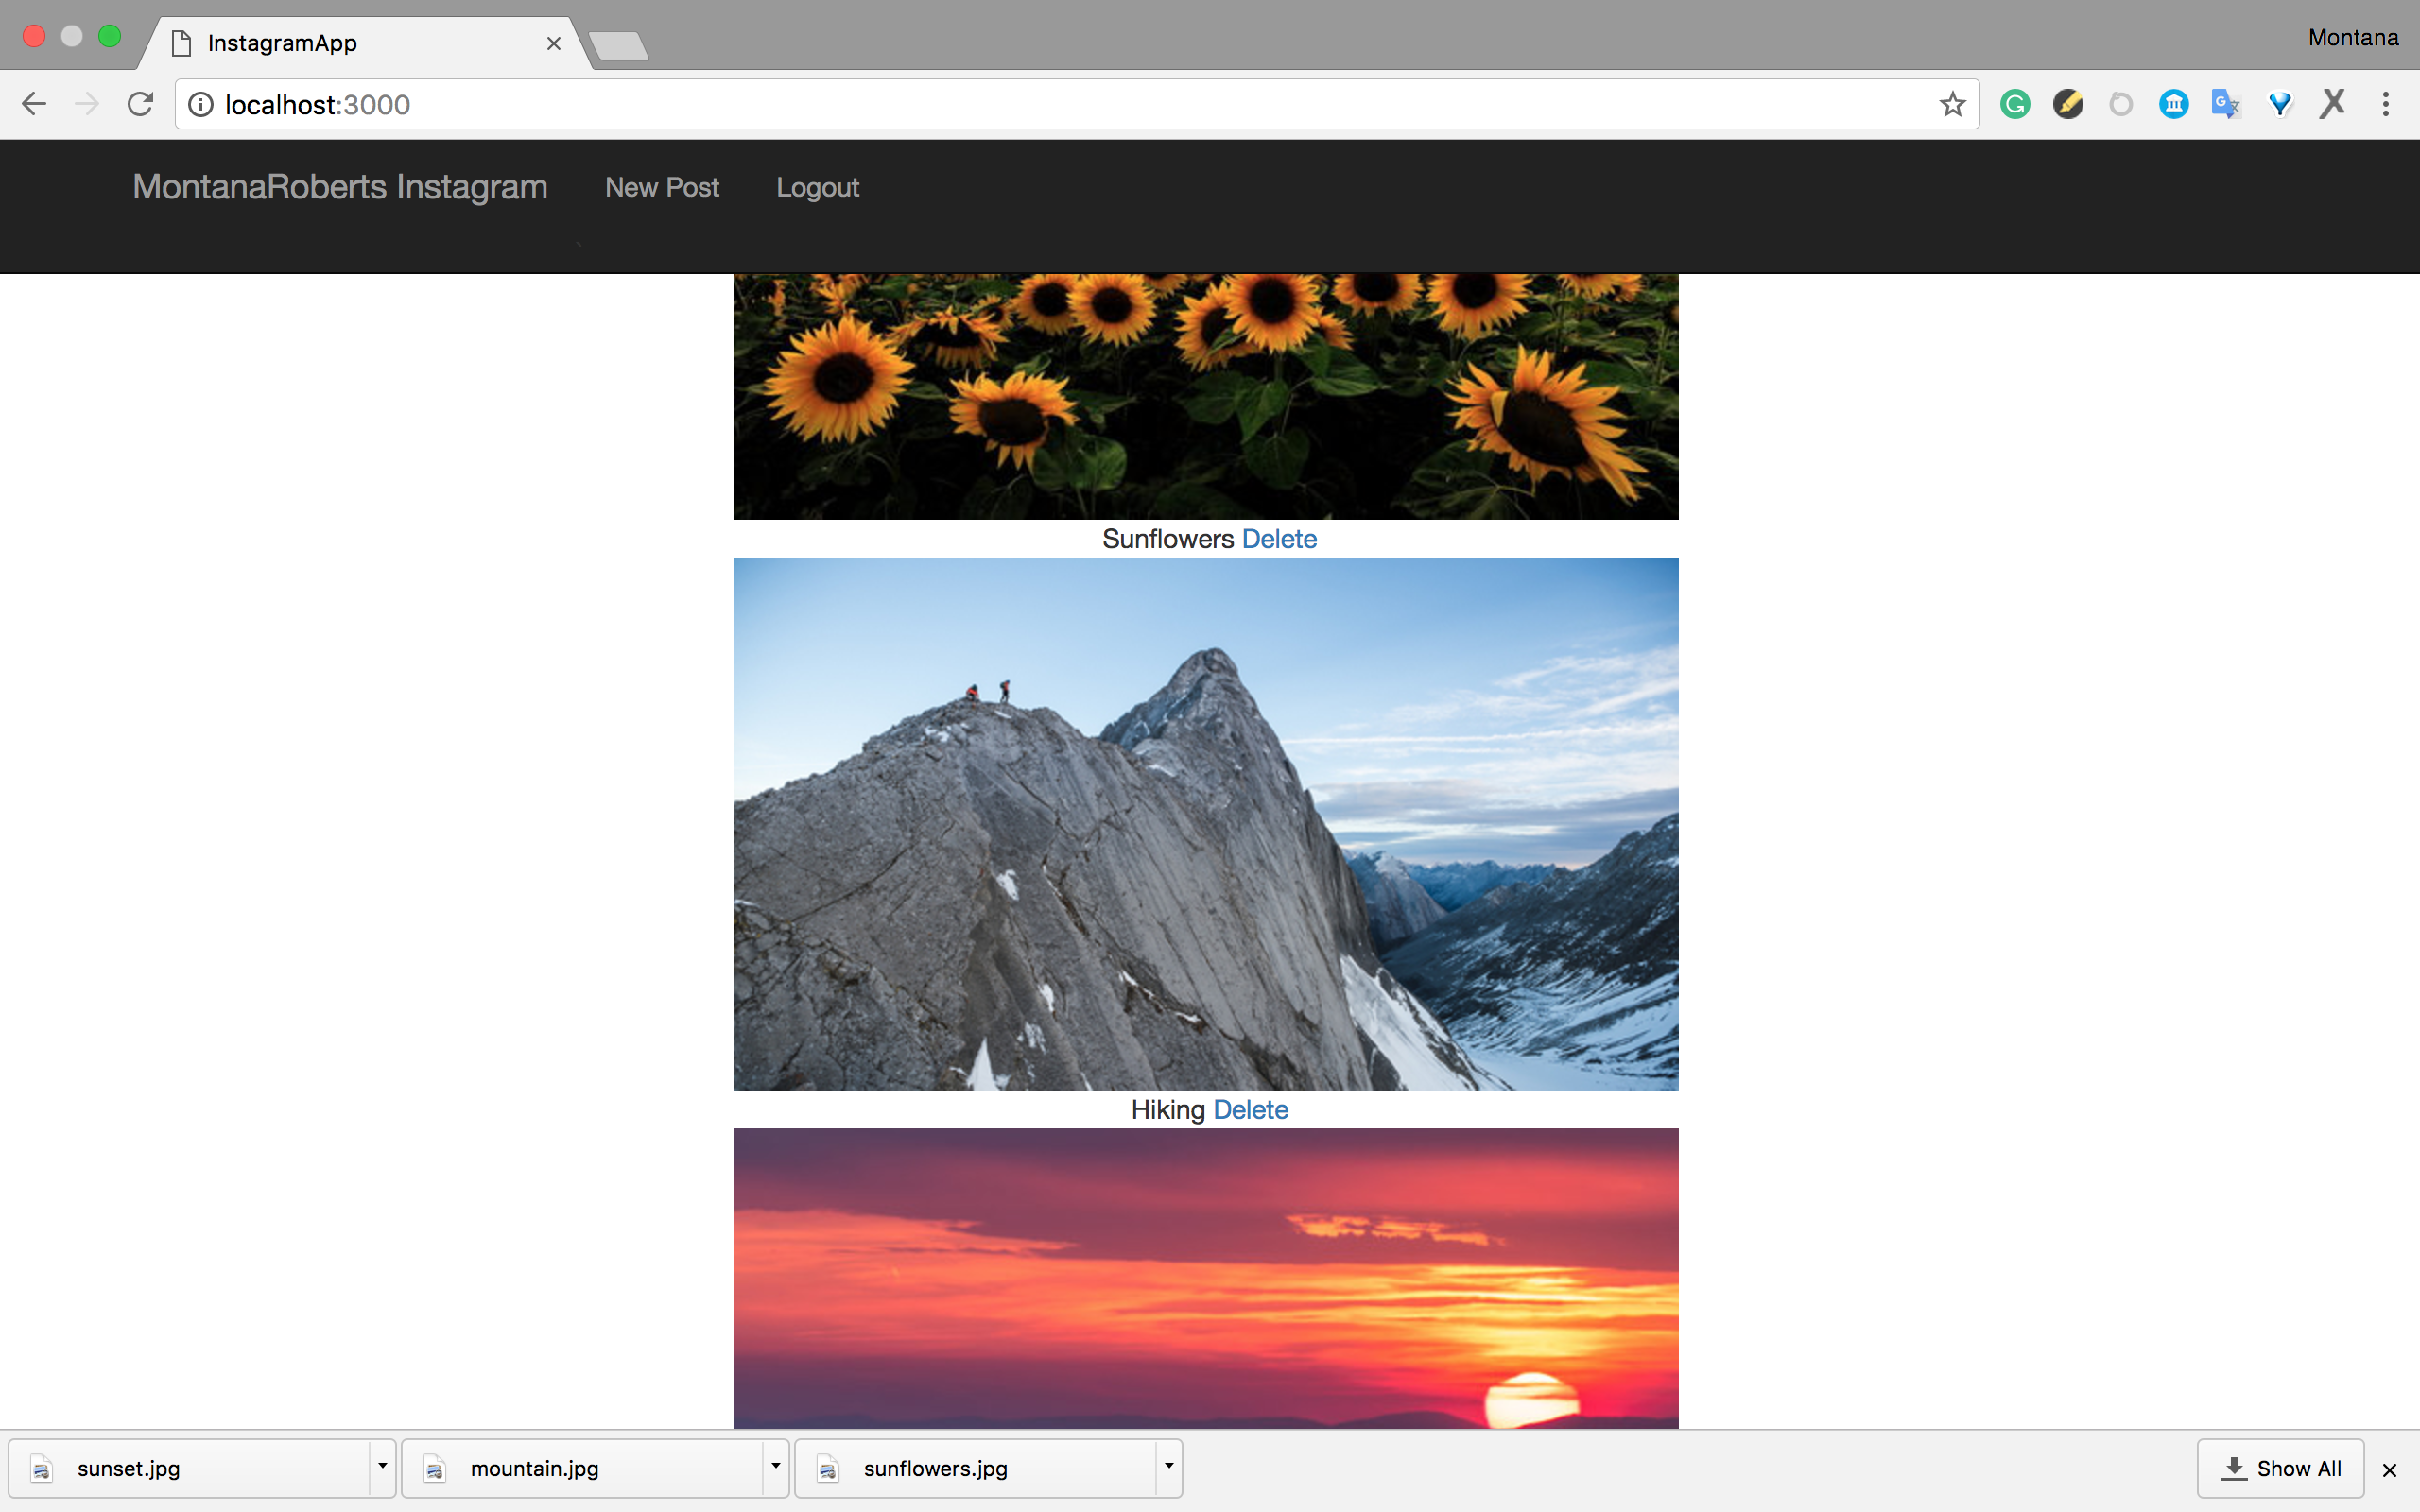 InstagramApp
Montana
localhost:3000
MontanaRoberts Instagram New Post Logout
Sunflowers Delete
Hiking Delete
sunset.jpg mountain.jpg sunflowers.jpg Show All